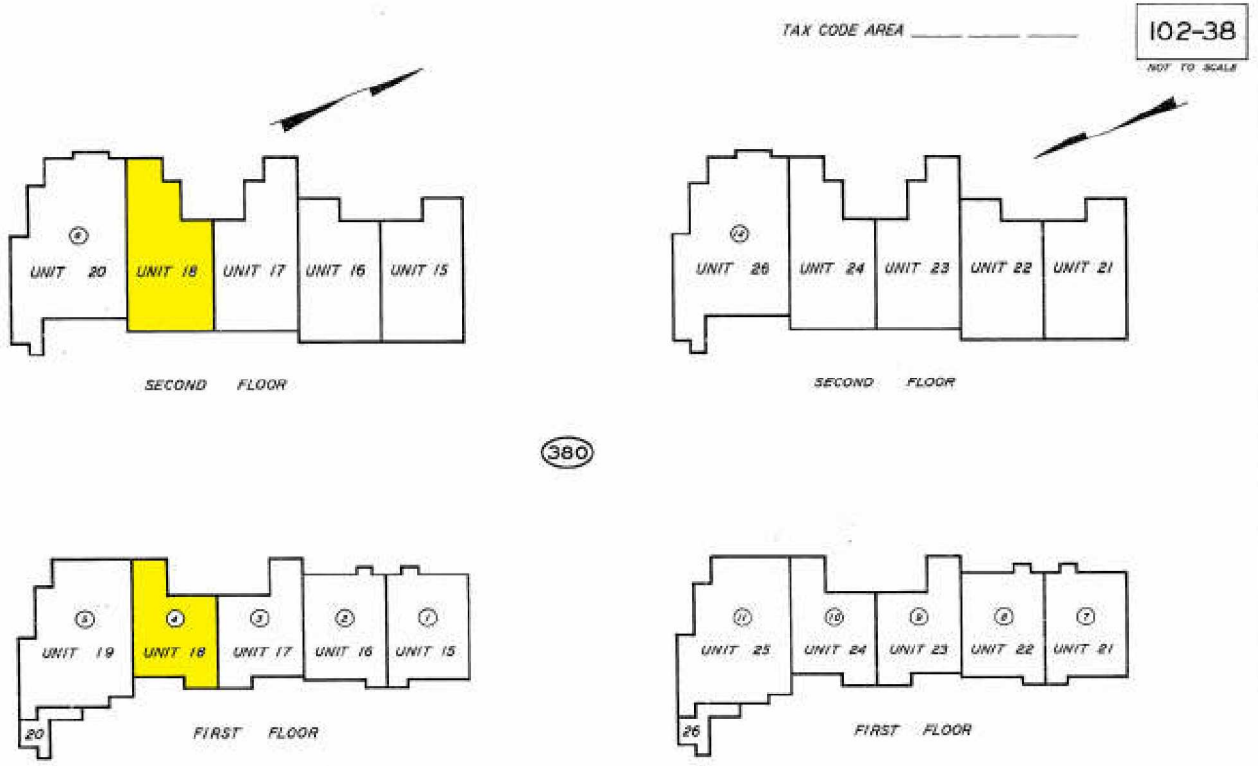 TAX CODE AREA
102-38
NOT TO SCALE
6
UNIT 20
UNIT 18
UNIT 17
UNIT 16
UNIT 15
SECOND FLOOR
12
UNIT 26
UNIT 24
UNIT 23
UNIT 22
UNIT 21
SECOND FLOOR
380
5
UNIT 19
4
UNIT 18
3
UNIT 17
2
UNIT 16
1
UNIT 15
20
FIRST FLOOR
11
UNIT 25
10
UNIT 24
9
UNIT 23
8
UNIT 22
7
UNIT 21
26
FIRST FLOOR